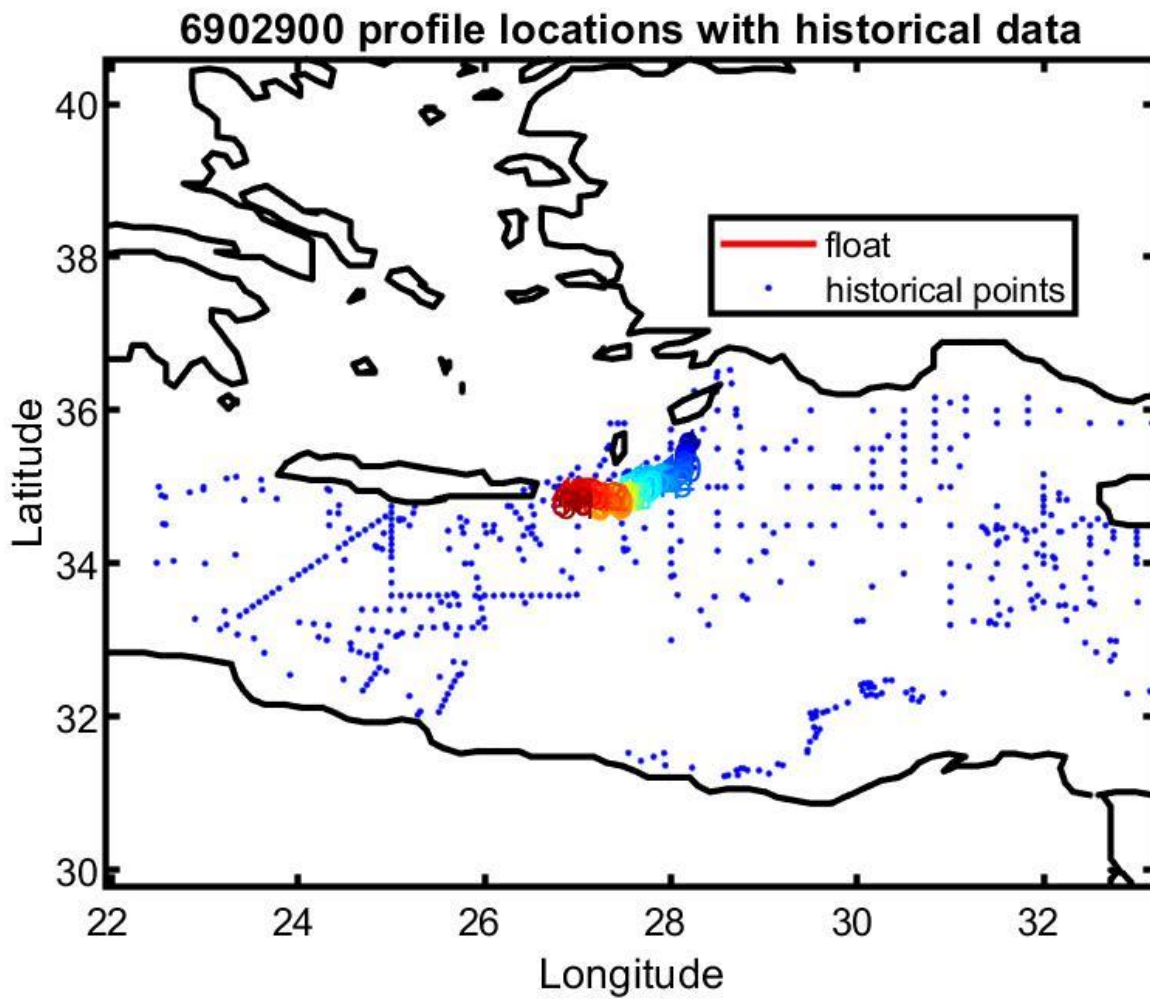 6902900 profile locations with historical data
40
38
36
34
32
30
Latitude
float
historical points
22
24
26
28
30
32
Longitude